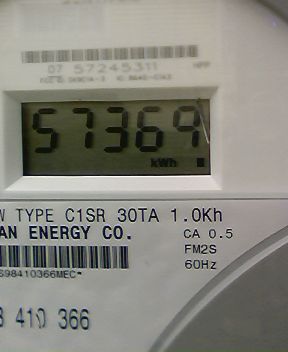 07 57245311
57369
kWh
W TYPE C1SR 30TA 1.0Kh
AN ENERGY CO. CA 0.5
FM2S
S98410366MEC* 60Hz
8 410 366